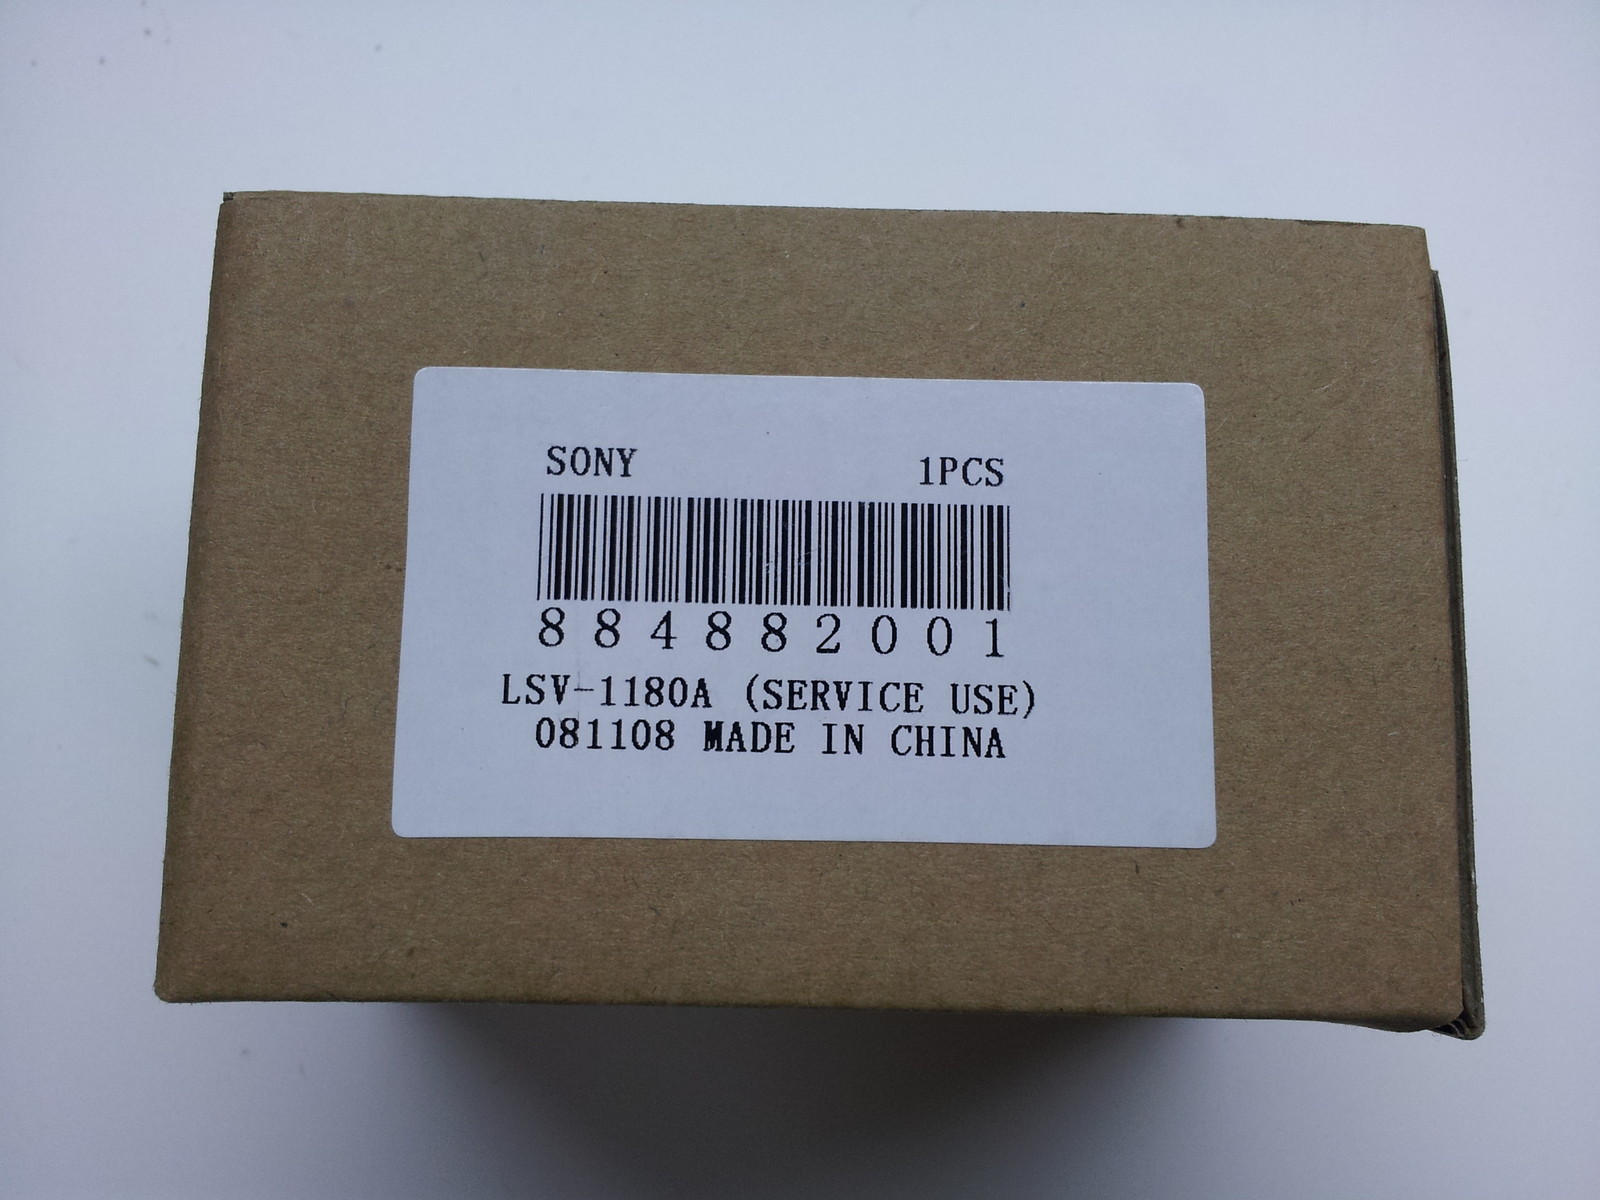 SONY 1PCS
884882001
LSV-1180A (SERVICE USE)
081108 MADE IN CHINA